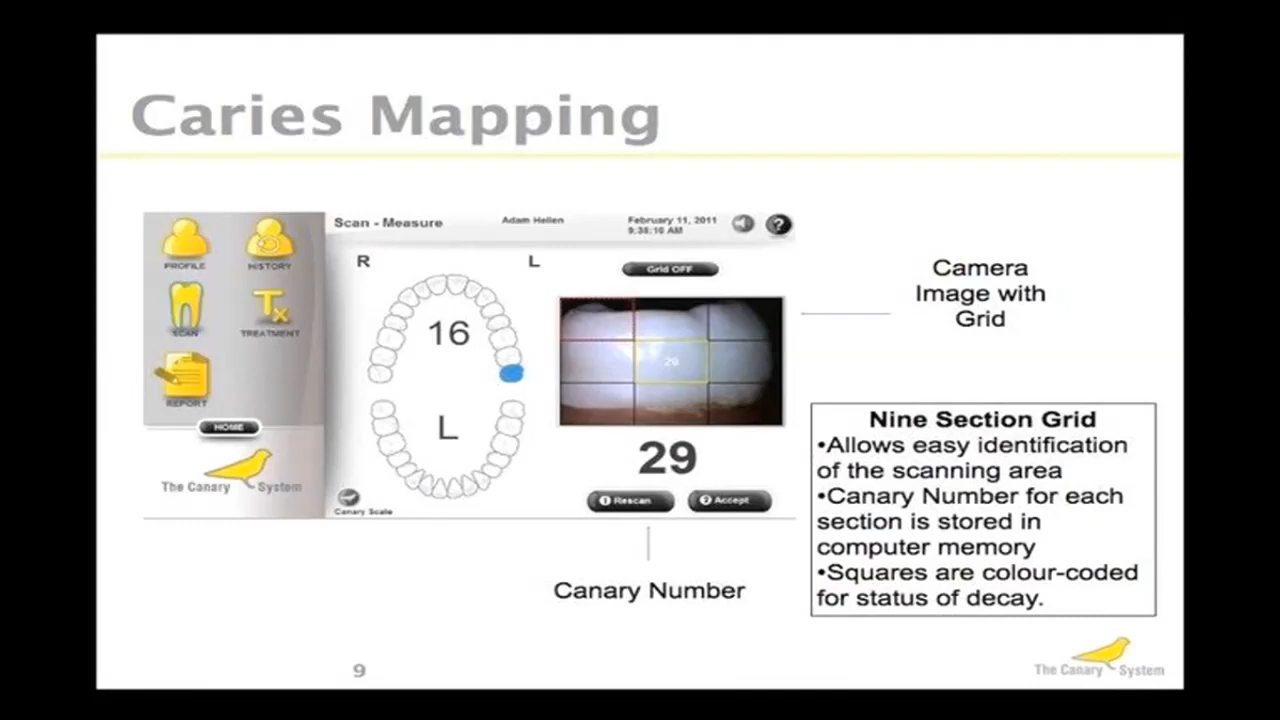 Caries Mapping
PROFILE
HISTORY
SCAN
TREATMENT
REPORT
HOME
The Canary System
Scan - Measure
Adam Hellen
February 11, 2011
9:38:16 AM
?
R
L
16
L
Canary Scale
Grid OFF
29
29
Rescan
Accept
Camera
Image with
Grid
Canary Number
Nine Section Grid
•Allows easy identification
of the scanning area
•Canary Number for each
section is stored in
computer memory
•Squares are colour-coded
for status of decay.
9
The Canary System